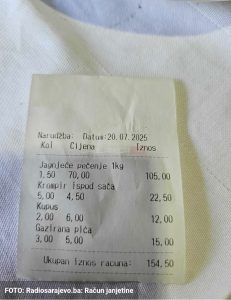 Narudžba: Datum:20.07.2025
Kol Cijena Iznos
Jagnjeće pečenje 1kg
1,50 70,00 105,00
Krompir ispod sača
5,00 4,50 22,50
Kupus
2,00 6,00 12,00
Gazirana pića
3,00 5,00 15,00
Ukupan iznos racuna: 154,50
FOTO: Radiosarajevo.ba: Račun janjetine